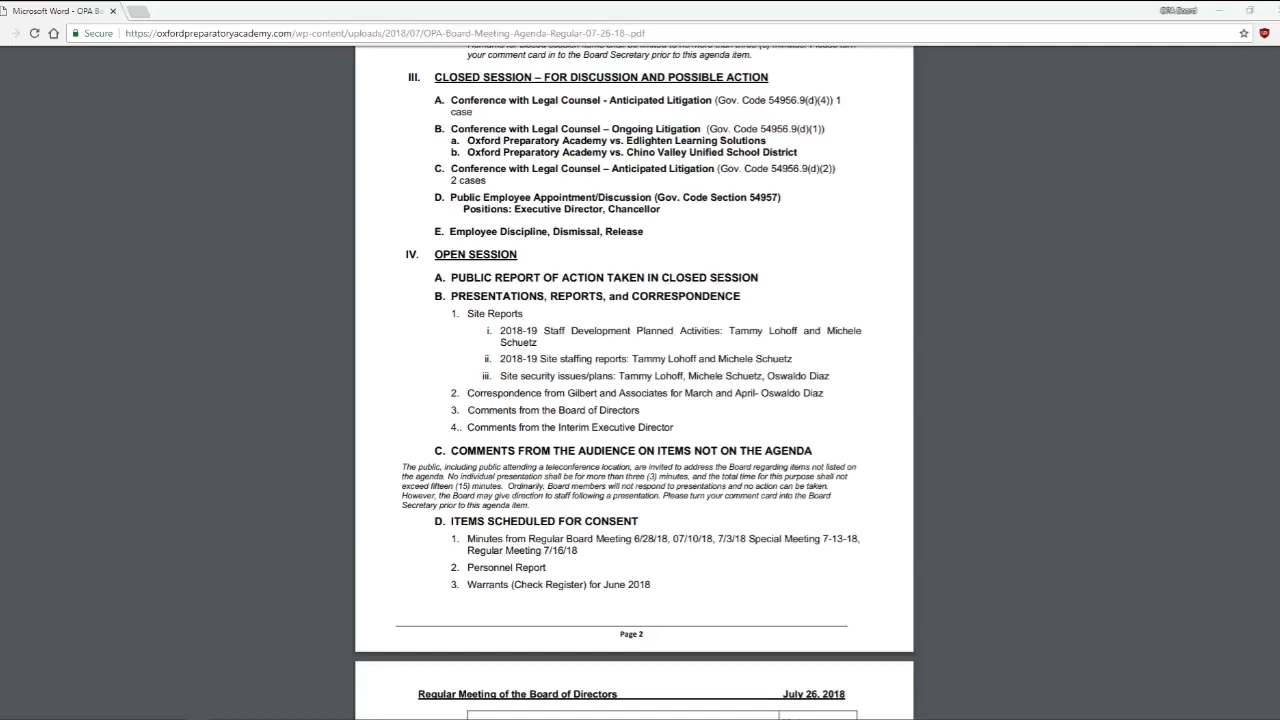 Microsoft Word - OPA Bo
OPA Board
Secure
https://oxfordpreparatoryacademy.com/wp-content/uploads/2018/07/OPA-Board-Meeting-Agenda-Regular-07-26-18-.pdf
your comment card in to the Board Secretary prior to this agenda item.
III. CLOSED SESSION – FOR DISCUSSION AND POSSIBLE ACTION
A. Conference with Legal Counsel - Anticipated Litigation (Gov. Code 54956.9(d)(4)) 1
case
B. Conference with Legal Counsel – Ongoing Litigation (Gov. Code 54956.9(d)(1))
a. Oxford Preparatory Academy vs. Edlighten Learning Solutions
b. Oxford Preparatory Academy vs. Chino Valley Unified School District
C. Conference with Legal Counsel – Anticipated Litigation (Gov. Code 54956.9(d)(2))
2 cases
D. Public Employee Appointment/Discussion (Gov. Code Section 54957)
Positions: Executive Director, Chancellor
E. Employee Discipline, Dismissal, Release
IV. OPEN SESSION
A. PUBLIC REPORT OF ACTION TAKEN IN CLOSED SESSION
B. PRESENTATIONS, REPORTS, and CORRESPONDENCE
1. Site Reports
i. 2018-19 Staff Development Planned Activities: Tammy Lohoff and Michele
Schuetz
ii. 2018-19 Site staffing reports: Tammy Lohoff and Michele Schuetz
iii. Site security issues/plans: Tammy Lohoff, Michele Schuetz, Oswaldo Diaz
2. Correspondence from Gilbert and Associates for March and April- Oswaldo Diaz
3. Comments from the Board of Directors
4.. Comments from the Interim Executive Director
C. COMMENTS FROM THE AUDIENCE ON ITEMS NOT ON THE AGENDA
The public, including public attending a teleconference location, are invited to address the Board regarding items not listed on
the agenda. No individual presentation shall be for more than three (3) minutes, and the total time for this purpose shall not
exceed fifteen (15) minutes. Ordinarily, Board members will not respond to presentations and no action can be taken.
However, the Board may give direction to staff following a presentation. Please turn your comment card into the Board
Secretary prior to this agenda item.
D. ITEMS SCHEDULED FOR CONSENT
1. Minutes from Regular Board Meeting 6/28/18, 07/10/18, 7/3/18 Special Meeting 7-13-18,
Regular Meeting 7/16/18
2. Personnel Report
3. Warrants (Check Register) for June 2018
Page 2
Regular Meeting of the Board of Directors July 26, 2018